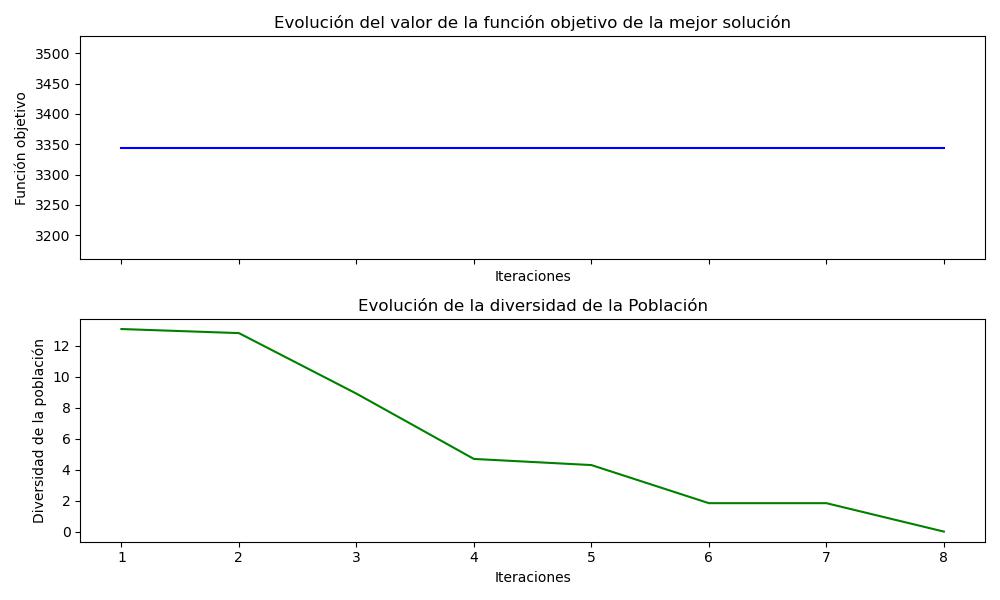 Evolución del valor de la función objetivo de la mejor solución
3500
3450
3400
3350
3300
3250
3200
Función objetivo
Iteraciones
Evolución de la diversidad de la Población
12
10
8
6
4
2
0
Diversidad de la población
1 2 3 4 5 6 7 8
Iteraciones